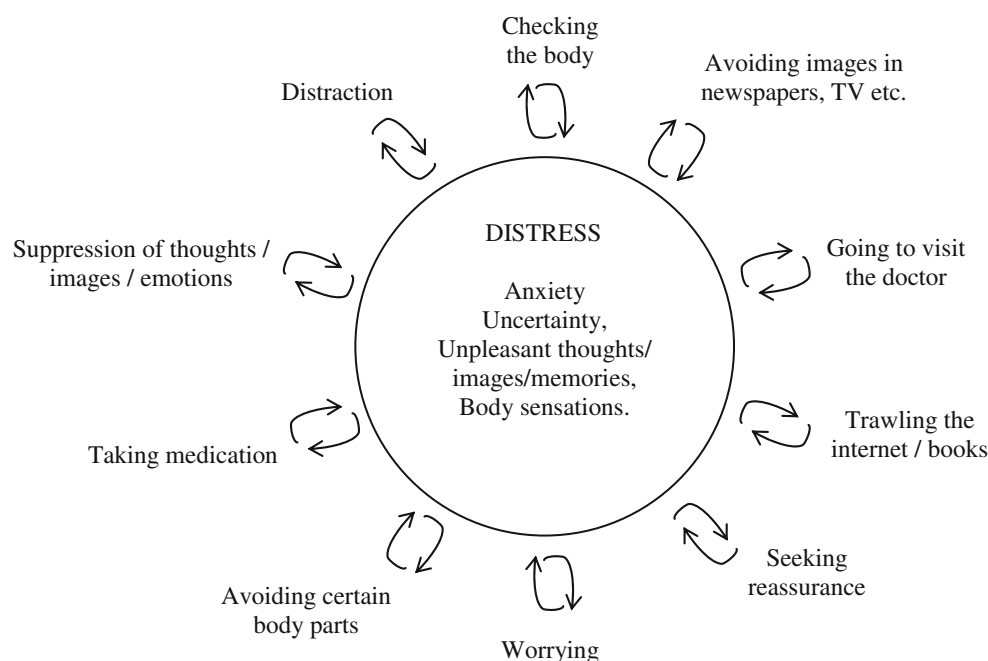 Checking
the body
Avoiding images in
newspapers, TV etc.
Distraction
DISTRESS
Suppression of thoughts /
images / emotions
Going to visit
the doctor
Anxiety
Uncertainty,
Unpleasant thoughts/
images/memories,
Body sensations.
Taking medication
Trawling the
internet / books
Seeking
reassurance
Avoiding certain
body parts
Worrying